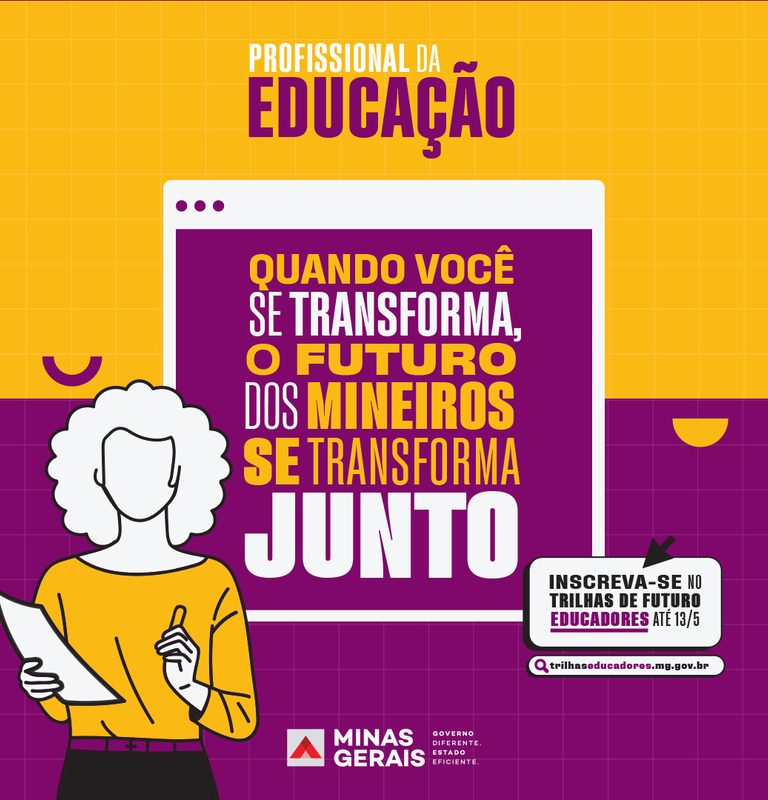 PROFISSIONAL DA
EDUCAÇÃO
QUANDO VOCÊ
SE TRANSFORMA,
O FUTURO
DOS MINEIROS
SE TRANSFORMA
JUNTO
INSCREVA-SE NO
TRILHAS DE FUTURO
EDUCADORES ATÉ 13/5
trilhaseducadores.mg.gov.br
MINAS
GERAIS
GOVERNO
DIFERENTE.
ESTADO
EFICIENTE.